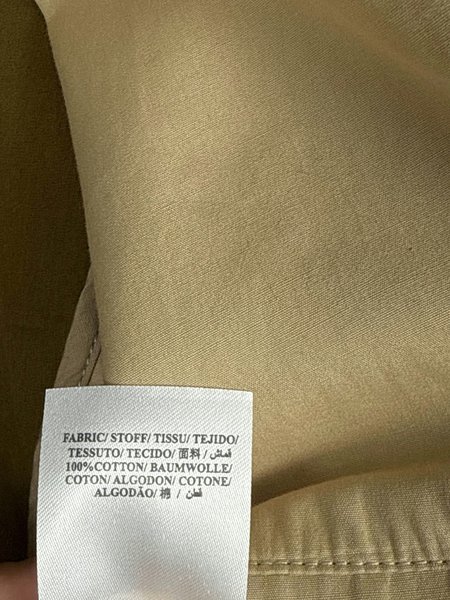 FABRIC/ STOFF/ TISSU/ TEJIDO/
TESSUTO/ TECIDO/ 面料 / قماش/
100%COTTON/ BAUMWOLLE/
COTON/ ALGODON/ COTONE/
ALGODÃO/ 棉 / قطن /